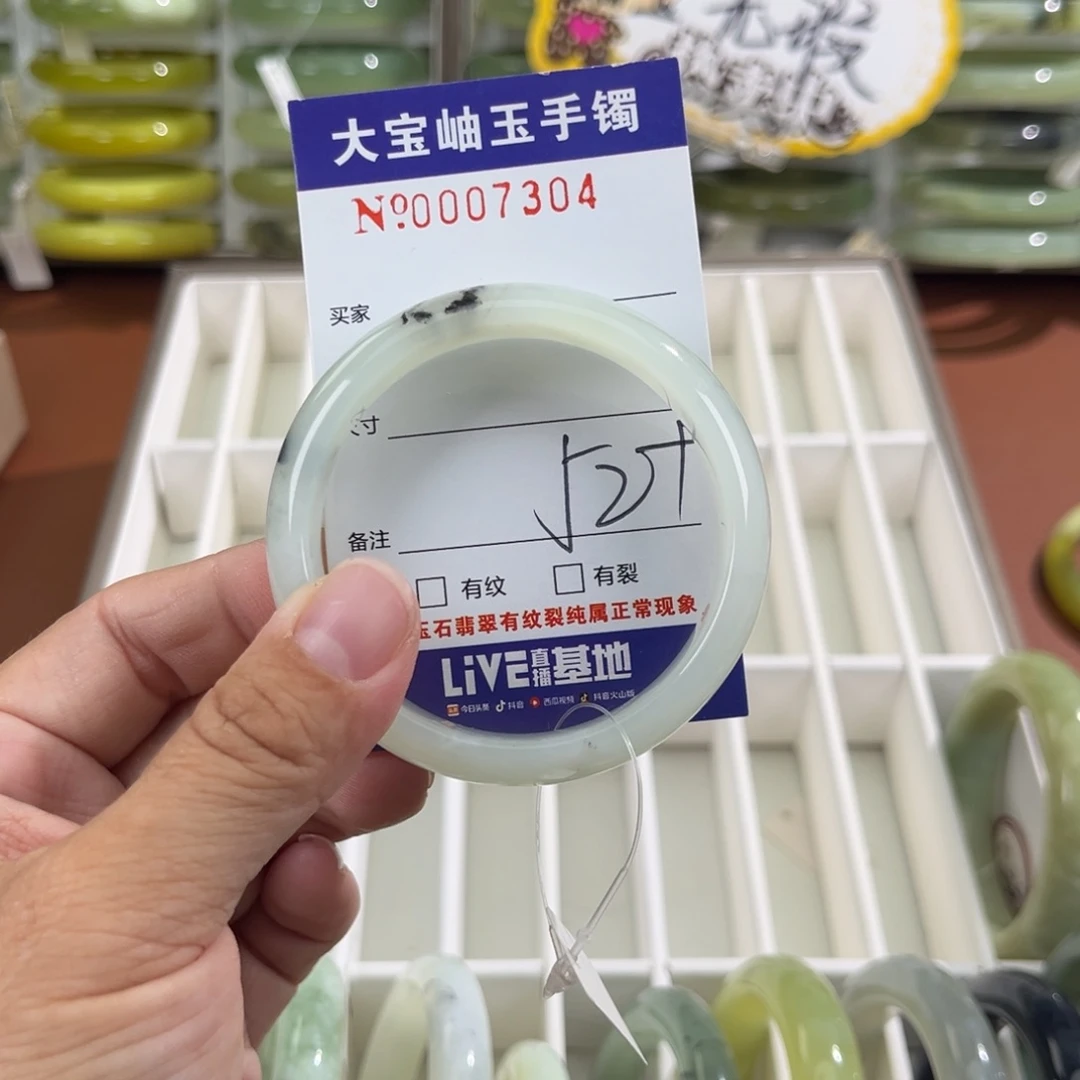 大宝岫玉手镯
Nº0007304
买家
寸
备注
有纹 有裂
玉石翡翠有纹裂纯属正常现象
LiVE直播基地
今日头条 抖音 西瓜视频 抖音火山版